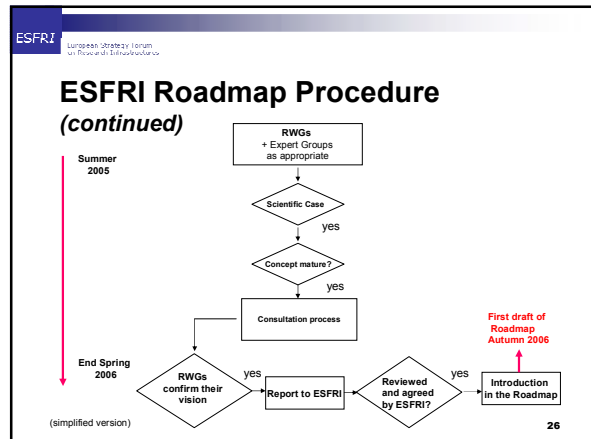 ESFRI
European Strategy Forum
on Research Infrastructures
ESFRI Roadmap Procedure
(continued)
RWGs
+ Expert Groups
as appropriate
Summer
2005
Scientific Case
yes
Concept mature?
yes
Consultation process
First draft of
Roadmap
Autumn 2006
End Spring
2006
RWGs
confirm their
vision
yes
Report to ESFRI
Reviewed
and agreed
by ESFRI?
yes
Introduction
in the Roadmap
(simplified version)
26